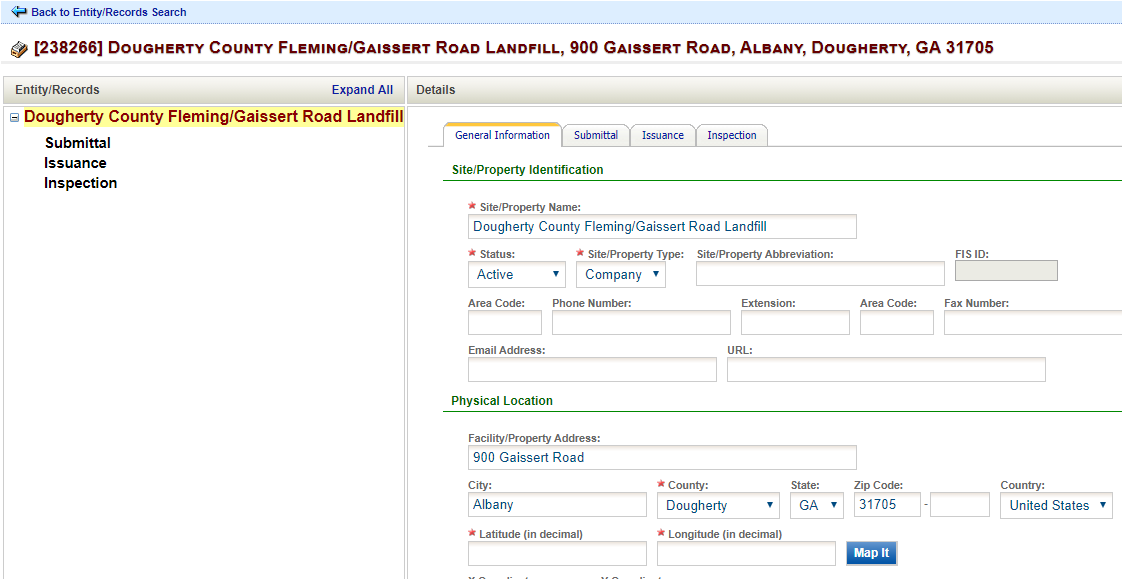 Back to Entity/Records Search
[238266] Dougherty County Fleming/Gaissert Road Landfill, 900 Gaissert Road, Albany, Dougherty, GA 31705
Entity/Records Expand All
Details
Dougherty County Fleming/Gaissert Road Landfill
Submittal
Issuance
Inspection
General Information Submittal Issuance Inspection
Site/Property Identification
* Site/Property Name:
Dougherty County Fleming/Gaissert Road Landfill
* Status: * Site/Property Type: Site/Property Abbreviation: FIS ID:
Active Company
Area Code: Phone Number: Extension: Area Code: Fax Number:
Email Address: URL:
Physical Location
Facility/Property Address:
900 Gaissert Road
City: * County: State: Zip Code: Country:
Albany Dougherty GA 31705 - United States
* Latitude (in decimal) * Longitude (in decimal)
Map It